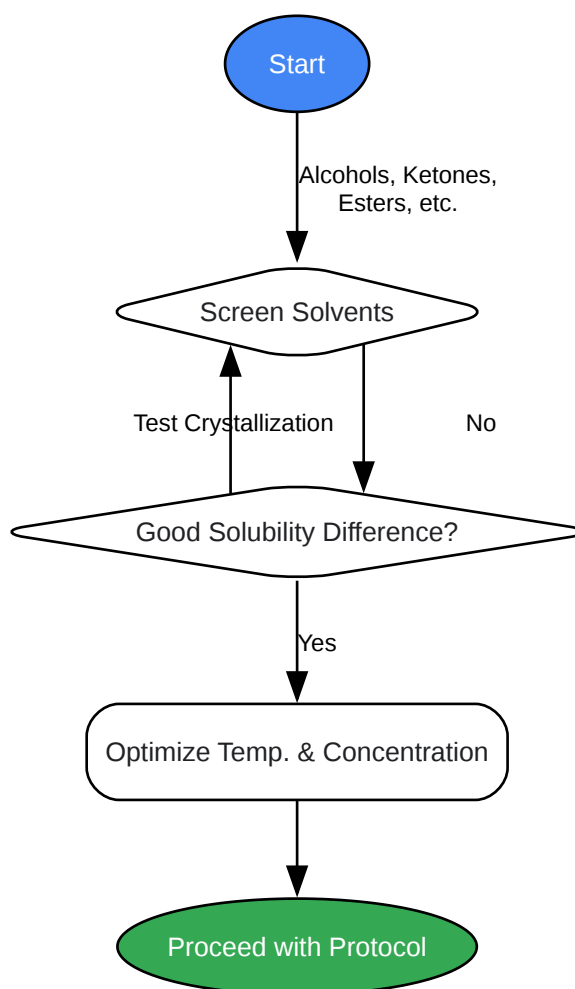 Start
Alcohols, Ketones,
Esters, etc.
Screen Solvents
Test Crystallization
No
Good Solubility Difference?
Yes
Optimize Temp. & Concentration
Proceed with Protocol